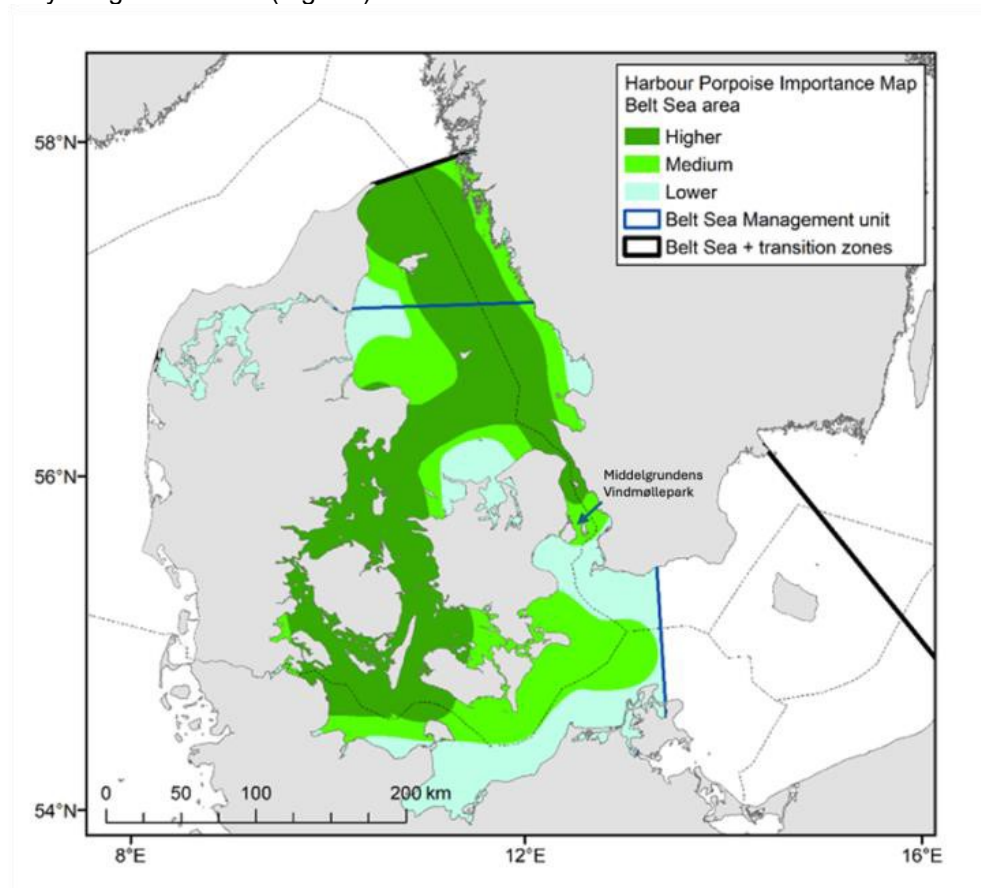 Harbour Porpoise Importance Map
Belt Sea area
Higher
Medium
Lower
Belt Sea Management unit
Belt Sea + transition zones
58°N
56°N
Middelgrundens
Vindmøllepark
0 50 100 200 km
54°N
8°E 12°E 16°E